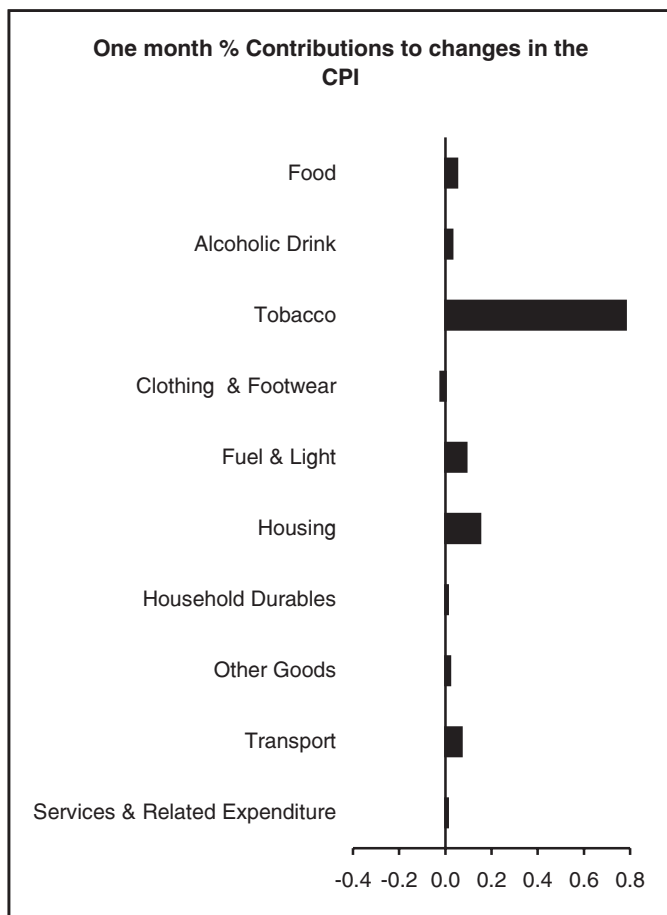 One month % Contributions to changes in the
CPI
Food
Alcoholic Drink
Tobacco
Clothing & Footwear
Fuel & Light
Housing
Household Durables
Other Goods
Transport
Services & Related Expenditure
-0.4 -0.2 0.0 0.2 0.4 0.6 0.8